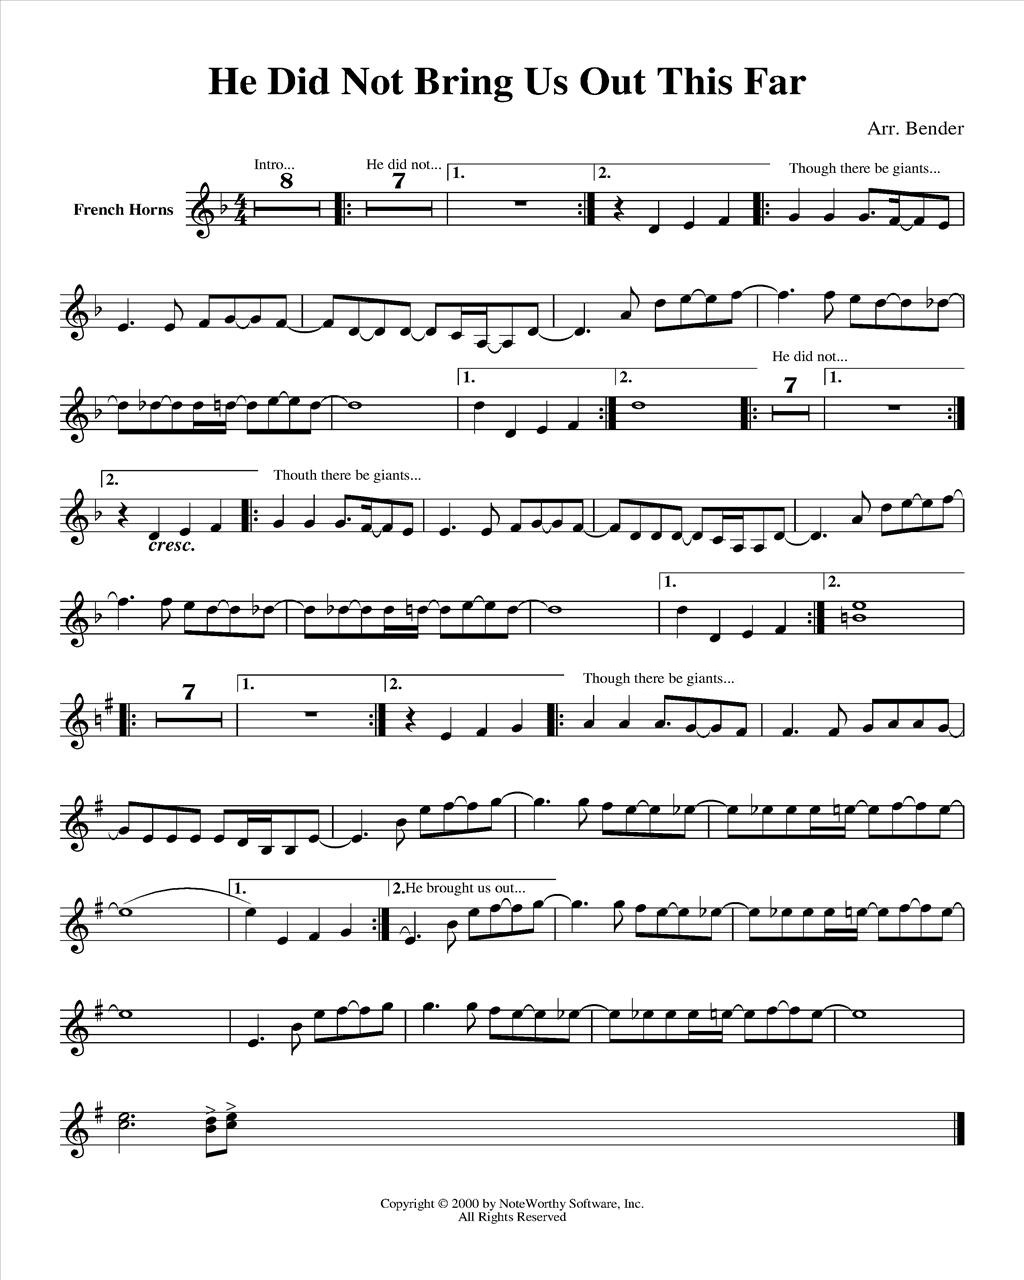 He Did Not Bring Us Out This Far
Arr. Bender
Intro... He did not... 1. 2. Though there be giants...
8 7
French Horns
4
4
He did not...
1. 2. 7 1.
2. Thouth there be giants...
cresc.
1. 2.
7 1. 2. Though there be giants...
1. 2. He brought us out...
Copyright © 2000 by NoteWorthy Software, Inc.
All Rights Reserved